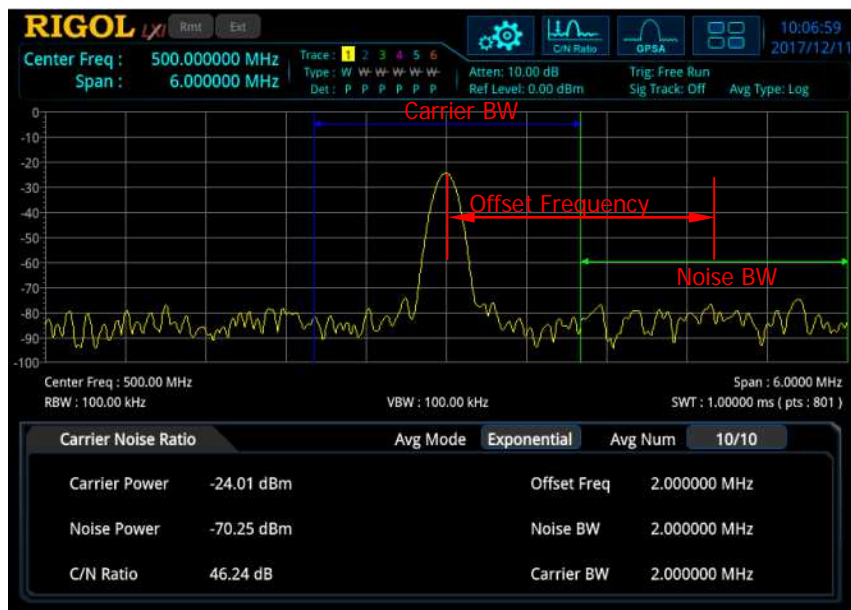 RIGOL LXI Rmt Ext
C/N Ratio
GPSA
10:06:59
2017/12/11
Center Freq : 500.000000 MHz
Span : 6.000000 MHz
Trace : 1 2 3 4 5 6
Type : W W W W W W
Det : P P P P P P
Atten: 10.00 dB
Ref Level: 0.00 dBm
Trig: Free Run
Sig Track: Off
Avg Type: Log
Carrier BW
Offset Frequency
Noise BW
0
-10
-20
-30
-40
-50
-60
-70
-80
-90
-100
Center Freq : 500.00 MHz
Span : 6.0000 MHz
RBW : 100.00 kHz
VBW : 100.00 kHz
SWT : 1.00000 ms ( pts : 801 )
Carrier Noise Ratio
Avg Mode Exponential
Avg Num 10/10
Carrier Power -24.01 dBm
Offset Freq 2.000000 MHz
Noise Power -70.25 dBm
Noise BW 2.000000 MHz
C/N Ratio 46.24 dB
Carrier BW 2.000000 MHz